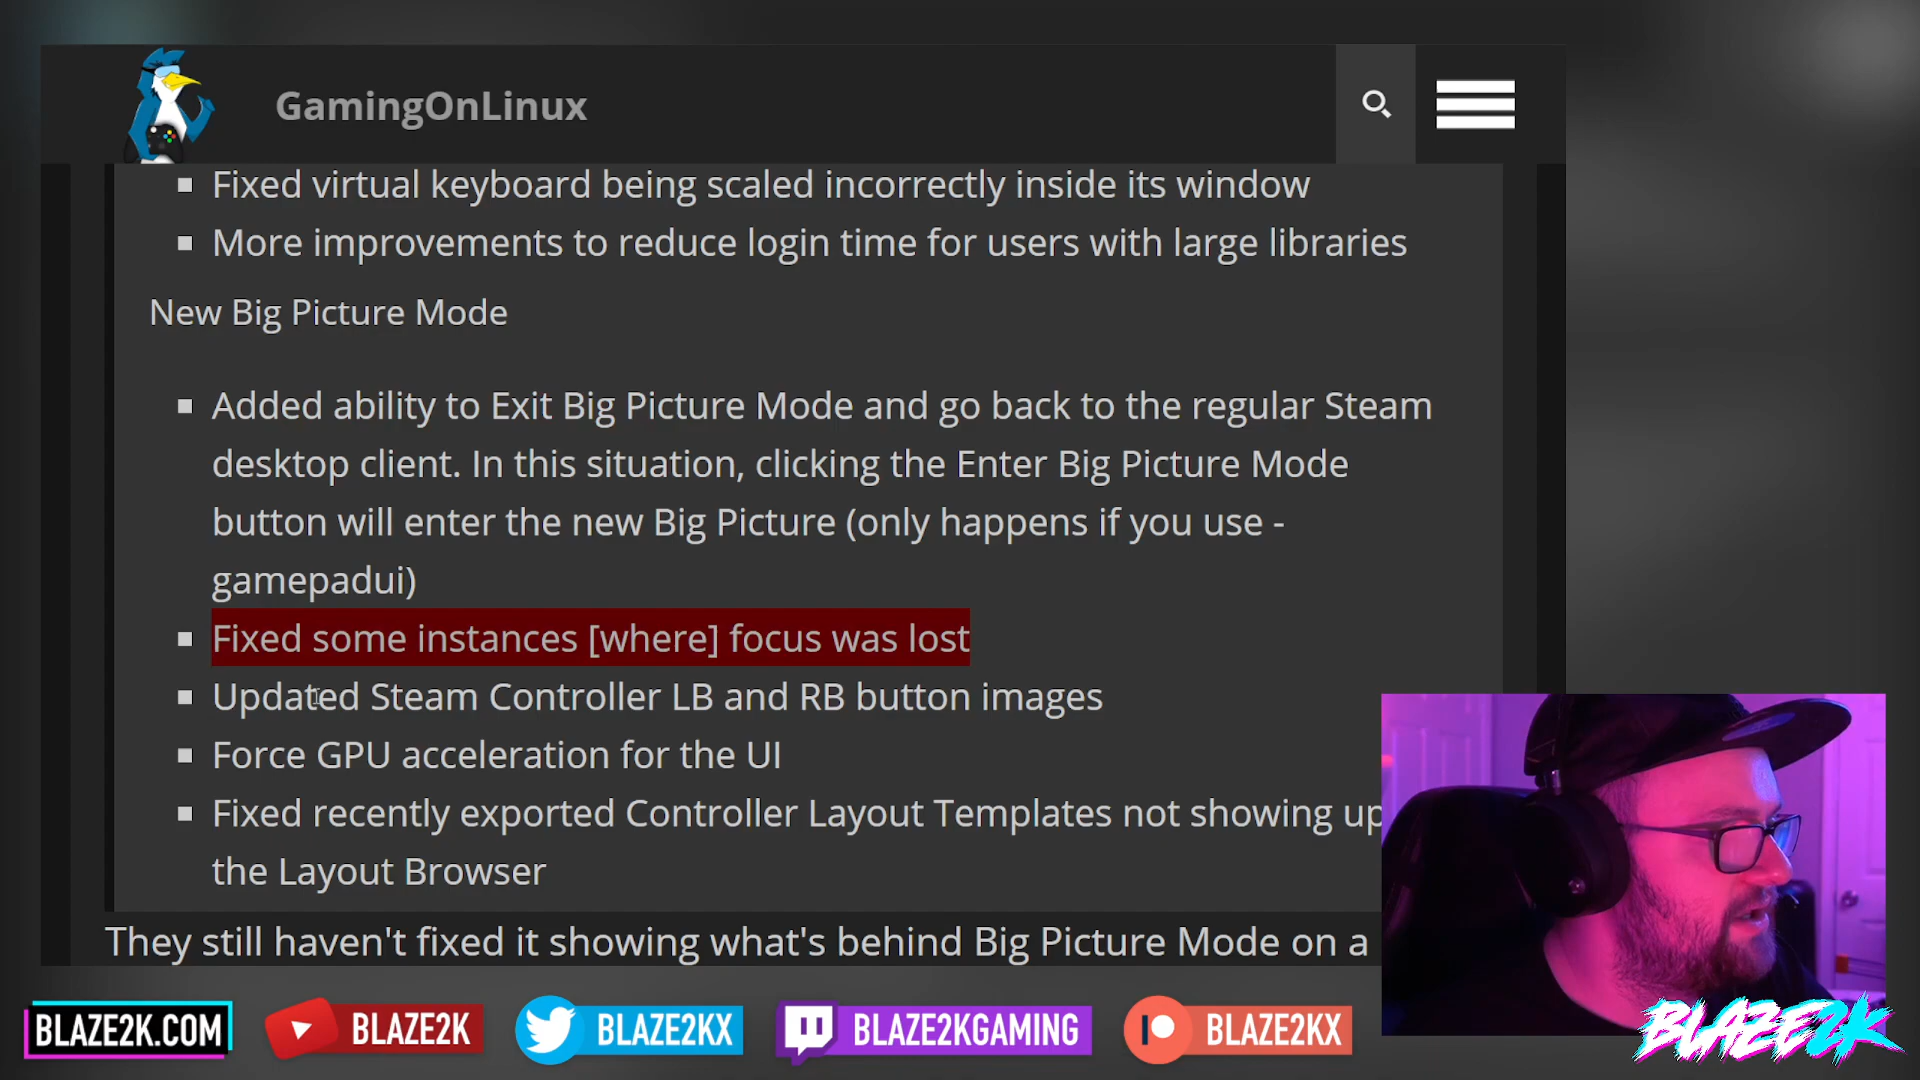 GamingOnLinux
Fixed virtual keyboard being scaled incorrectly inside its window
More improvements to reduce login time for users with large libraries
New Big Picture Mode
Added ability to Exit Big Picture Mode and go back to the regular Steam
desktop client. In this situation, clicking the Enter Big Picture Mode
button will enter the new Big Picture (only happens if you use -
gamepadui)
Fixed some instances [where] focus was lost
Updated Steam Controller LB and RB button images
Force GPU acceleration for the UI
Fixed recently exported Controller Layout Templates not showing up
the Layout Browser
They still haven't fixed it showing what's behind Big Picture Mode on a
BLAZE2K.COM
BLAZE2K
BLAZE2KX
BLAZE2KGAMING
BLAZE2KX
BLAZE2K